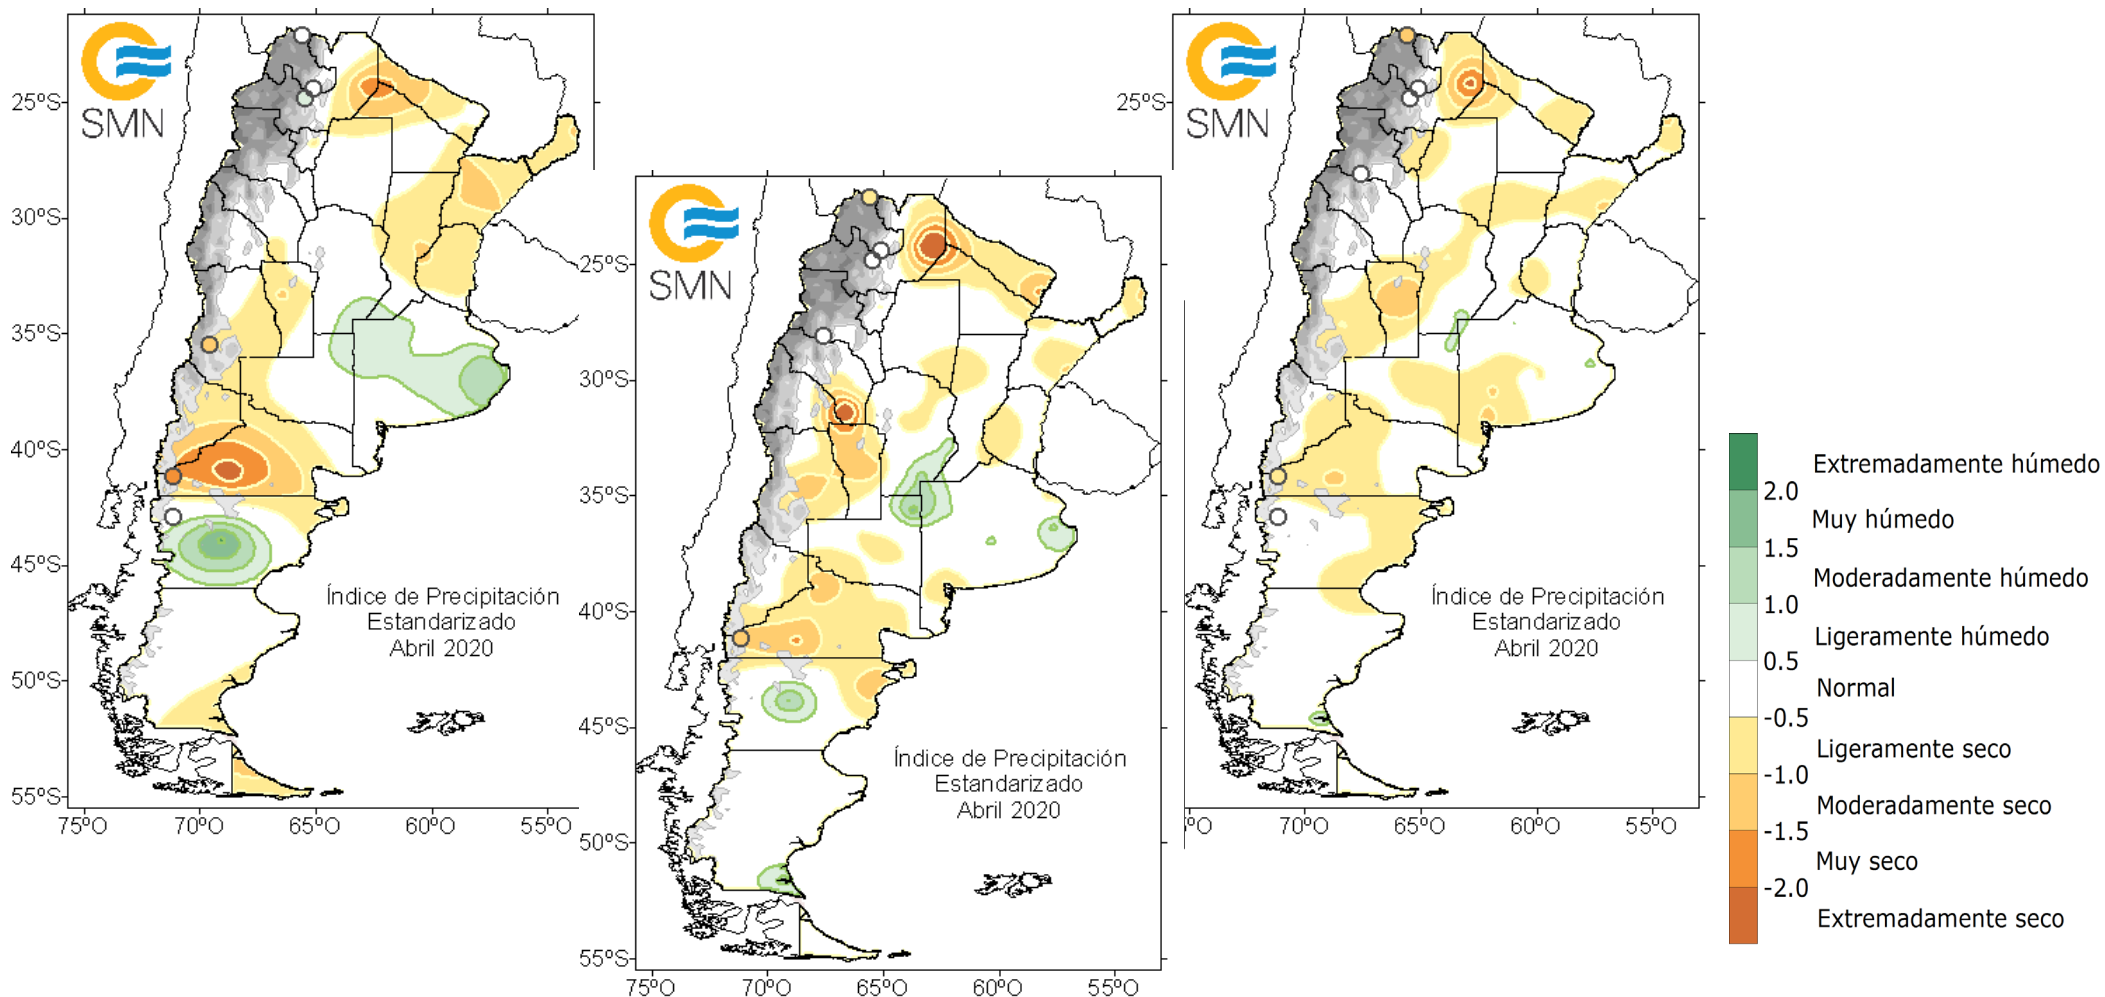 SMN
25ºS
30ºS
35ºS
40ºS
45ºS
50ºS
55ºS
75ºO
70ºO
65ºO
60ºO
55ºO
Índice de Precipitación
Estandarizado
Abril 2020
SMN
25ºS
30ºS
35ºS
40ºS
45ºS
50ºS
55ºS
75ºO
70ºO
65ºO
60ºO
55ºO
Índice de Precipitación
Estandarizado
Abril 2020
SMN
25ºS
ºO
70ºO
65ºO
60ºO
55ºO
Índice de Precipitación
Estandarizado
Abril 2020
Extremadamente húmedo
2.0
Muy húmedo
1.5
Moderadamente húmedo
1.0
Ligeramente húmedo
0.5
Normal
-0.5
Ligeramente seco
-1.0
Moderadamente seco
-1.5
Muy seco
-2.0
Extremadamente seco